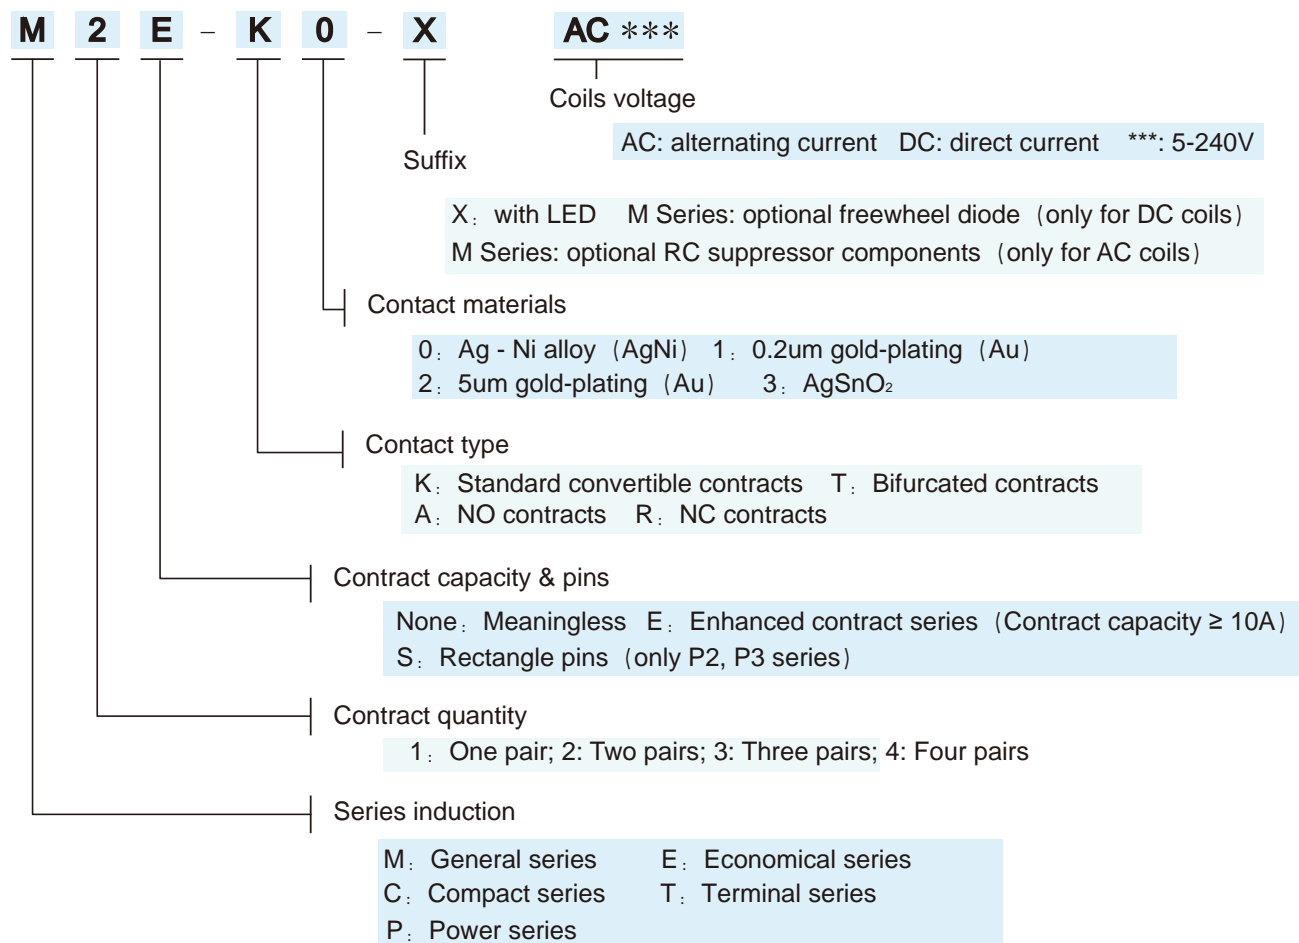 M 2 E - K 0 - X AC ***
Coils voltage
AC: alternating current DC: direct current ***: 5-240V
Suffix
X: with LED M Series: optional freewheel diode (only for DC coils)
M Series: optional RC suppressor components (only for AC coils)
Contact materials
0: Ag - Ni alloy (AgNi) 1: 0.2um gold-plating (Au)
2: 5um gold-plating (Au) 3: AgSnO₂
Contact type
K: Standard convertible contracts T: Bifurcated contracts
A: NO contracts R: NC contracts
Contract capacity & pins
None: Meaningless E: Enhanced contract series (Contract capacity ≥ 10A)
S: Rectangle pins (only P2, P3 series)
Contract quantity
1: One pair; 2: Two pairs; 3: Three pairs; 4: Four pairs
Series induction
M: General series E: Economical series
C: Compact series T: Terminal series
P: Power series